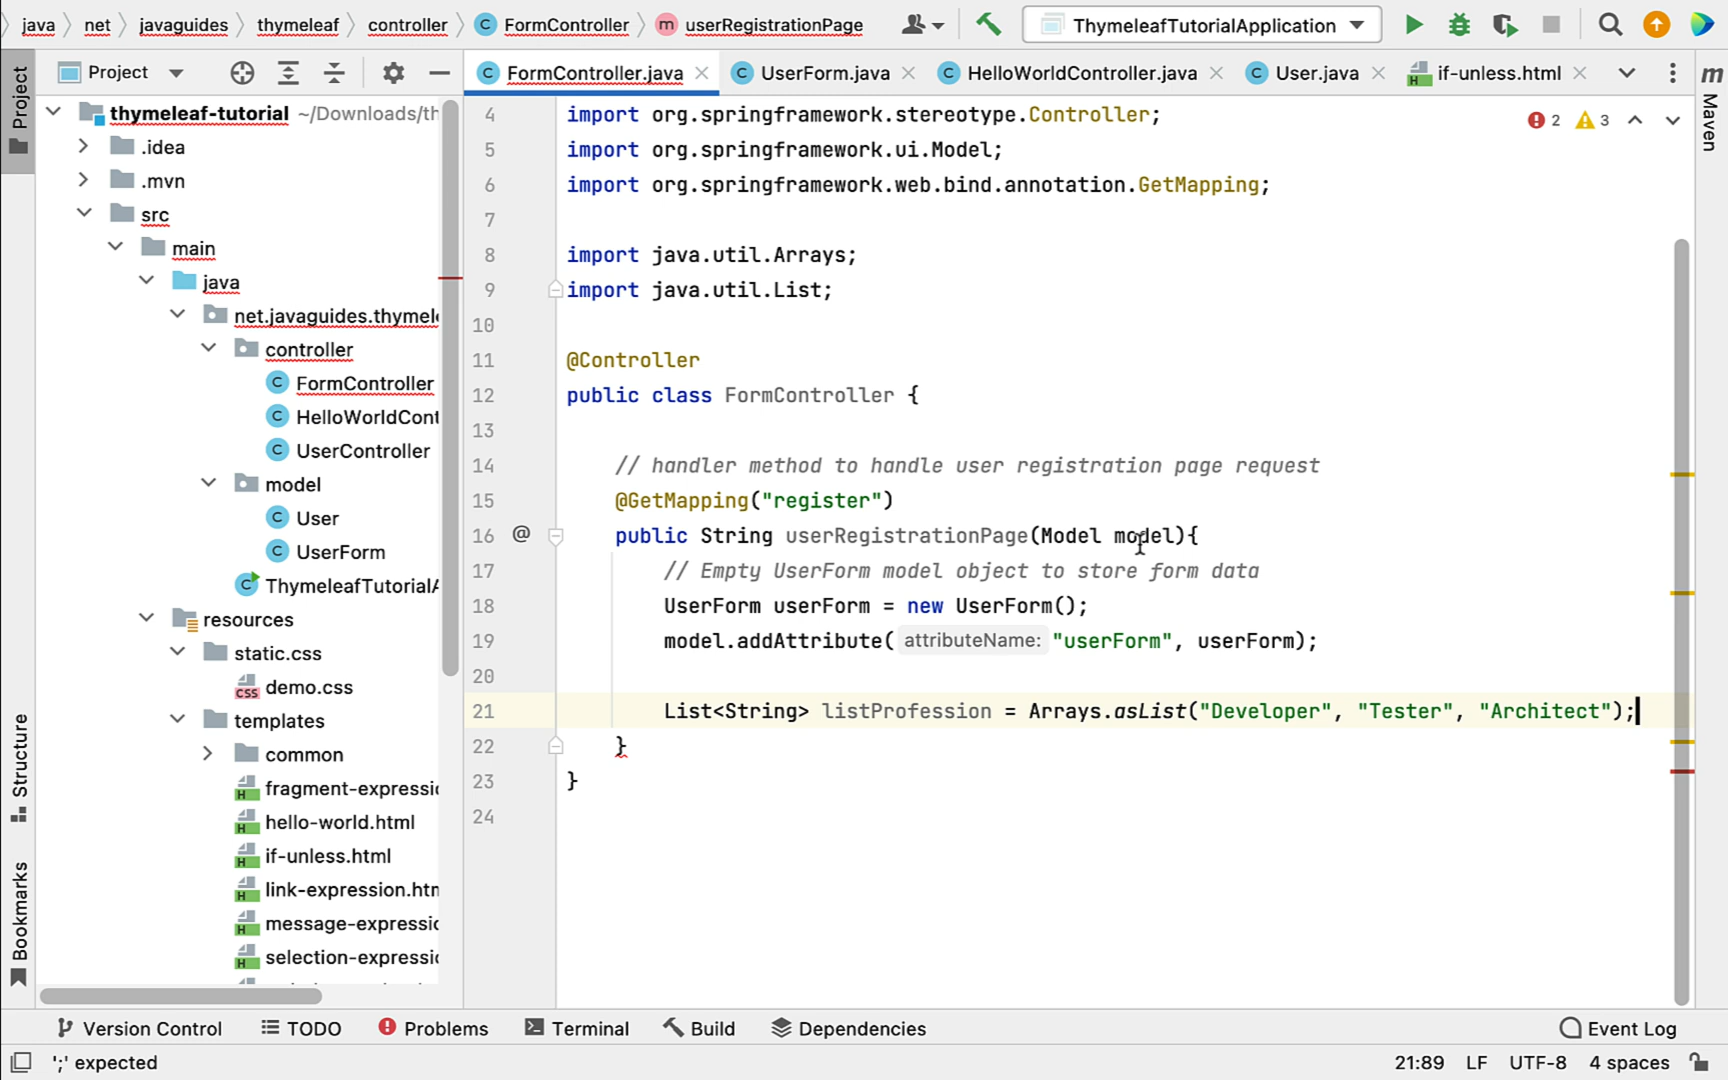 java net javaguides thymeleaf controller FormController userRegistrationPage ThymeleafTutorialApplication
Project
FormController.java UserForm.java HelloWorldController.java User.java if-unless.html
Project
Maven
Structure
Bookmarks
thymeleaf-tutorial ~/Downloads/th
.idea
.mvn
src
main
java
net.javaguides.thymele
controller
FormController
HelloWorldCont
UserController
model
User
UserForm
ThymeleafTutorialA
resources
static.css
demo.css
templates
common
fragment-expressio
hello-world.html
if-unless.html
link-expression.htm
message-expressio
selection-expressio
2 3
4 import org.springframework.stereotype.Controller;
5 import org.springframework.ui.Model;
6 import org.springframework.web.bind.annotation.GetMapping;
7
8 import java.util.Arrays;
9 import java.util.List;
10
11 @Controller
12 public class FormController {
13
14 // handler method to handle user registration page request
15 @GetMapping("register")
16 @ public String userRegistrationPage(Model model){
17 // Empty UserForm model object to store form data
18 UserForm userForm = new UserForm();
19 model.addAttribute( attributeName: "userForm", userForm);
20
21 List<String> listProfession = Arrays.asList("Developer", "Tester", "Architect");
22 }
23 }
24
Version Control TODO Problems Terminal Build Dependencies Event Log
';' expected 21:89 LF UTF-8 4 spaces